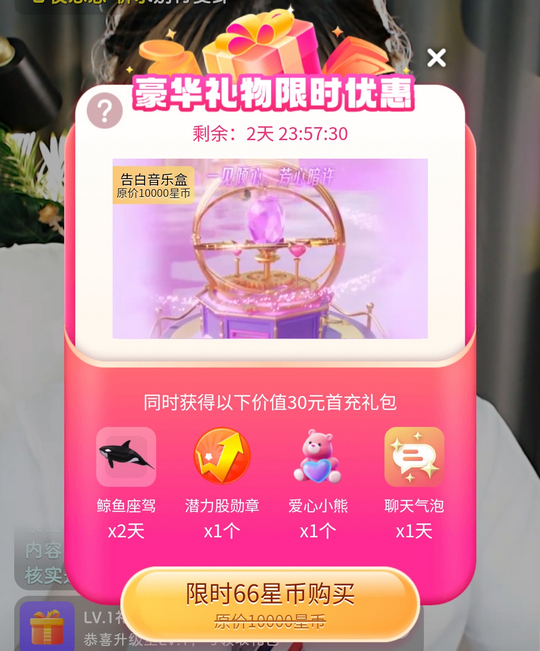 豪华礼物限时优惠
?
剩余：2天 23:57:30
告白音乐盒
原价10000星币
一见倾心，芳心暗许
同时获得以下价值30元首充礼包
鲸鱼座驾
潜力股勋章
爱心小熊
聊天气泡
x2天
x1个
x1个
x1天
限时66星币购买
原价10000星币
内容
核实
LV.1